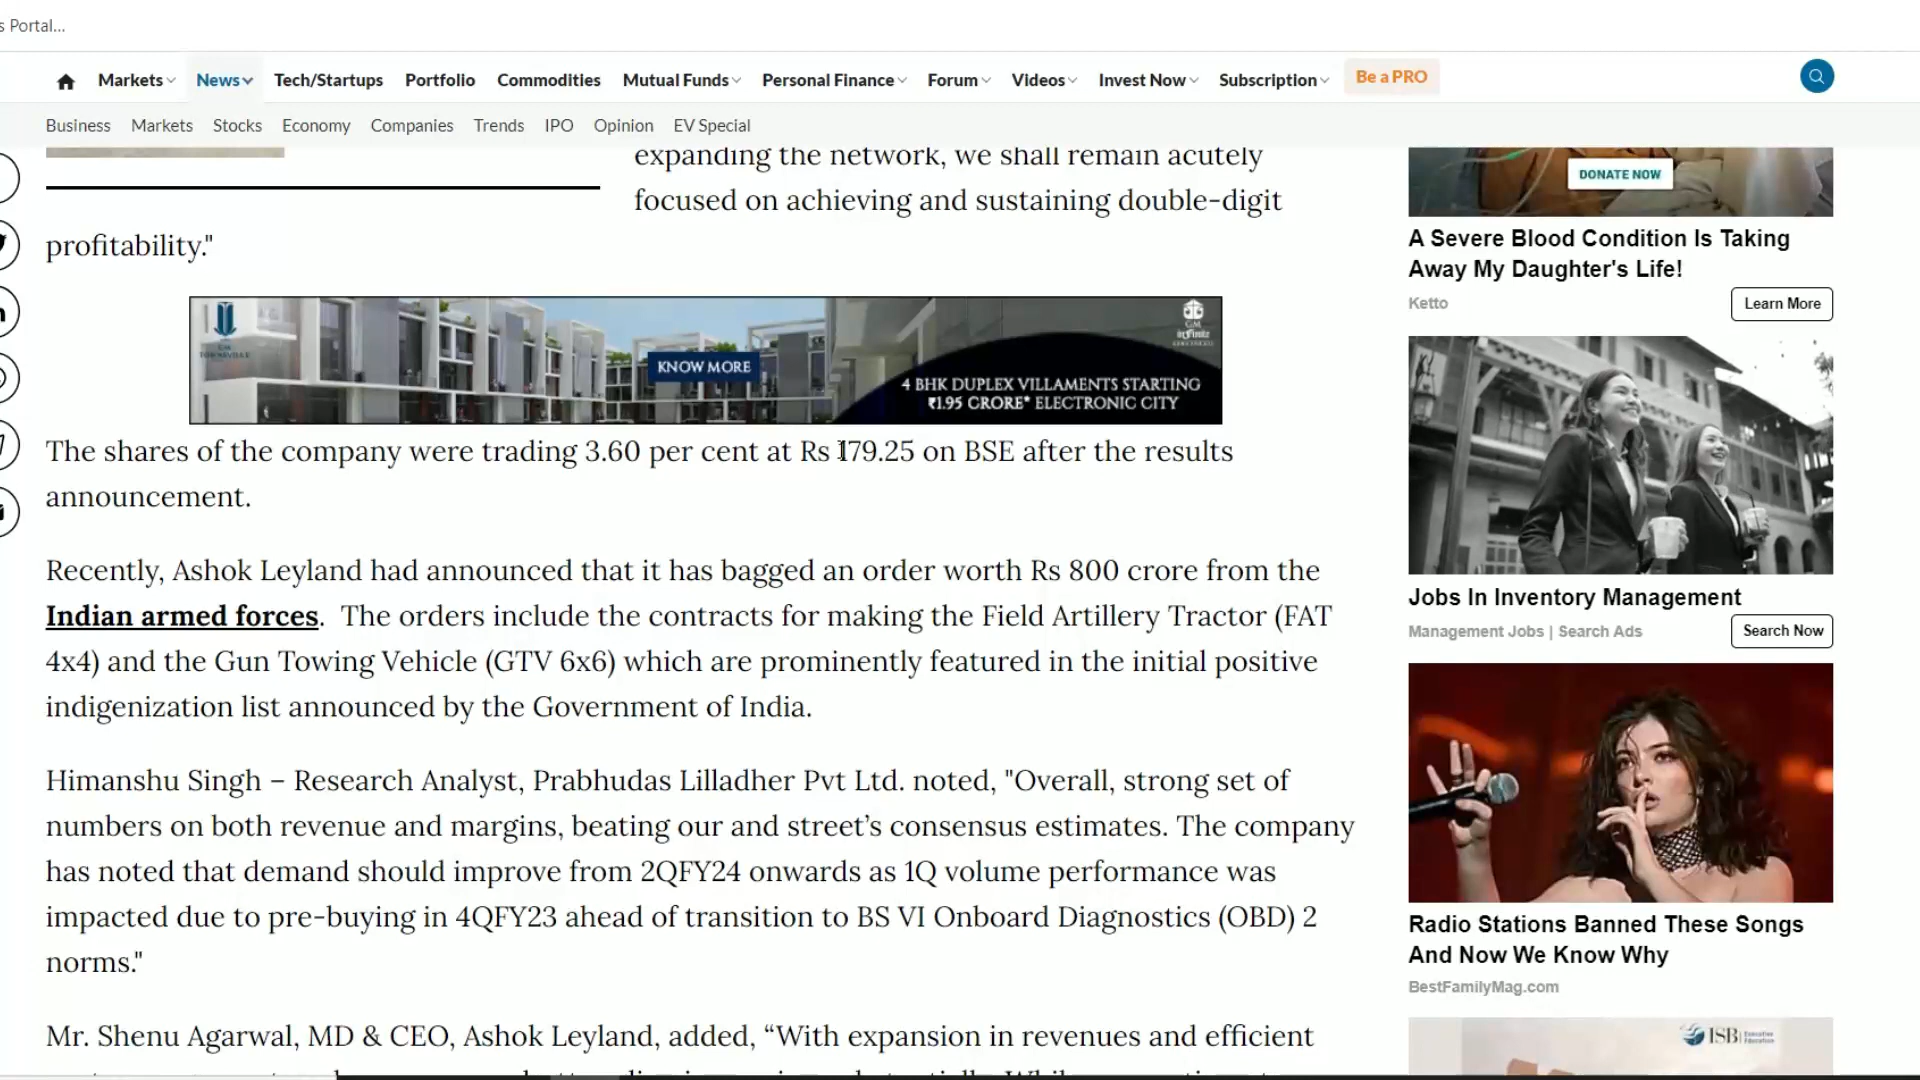 s Portal...
Markets
News
Tech/Startups
Portfolio
Commodities
Mutual Funds
Personal Finance
Forum
Videos
Invest Now
Subscription
Be a PRO
Business
Markets
Stocks
Economy
Companies
Trends
IPO
Opinion
EV Special
expanding the network, we shall remain acutely
focused on achieving and sustaining double-digit
profitability."
GM
TOWNSVILLE
KNOW MORE
GM
infinite
4 BHK DUPLEX VILLAMENTS STARTING
₹1.95 CRORE* ELECTRONIC CITY
The shares of the company were trading 3.60 per cent at Rs 179.25 on BSE after the results
announcement.
Recently, Ashok Leyland had announced that it has bagged an order worth Rs 800 crore from the
Indian armed forces. The orders include the contracts for making the Field Artillery Tractor (FAT
4x4) and the Gun Towing Vehicle (GTV 6x6) which are prominently featured in the initial positive
indigenization list announced by the Government of India.
Himanshu Singh – Research Analyst, Prabhudas Lilladher Pvt Ltd. noted, "Overall, strong set of
numbers on both revenue and margins, beating our and street’s consensus estimates. The company
has noted that demand should improve from 2QFY24 onwards as 1Q volume performance was
impacted due to pre-buying in 4QFY23 ahead of transition to BS VI Onboard Diagnostics (OBD) 2
norms."
Mr. Shenu Agarwal, MD & CEO, Ashok Leyland, added, “With expansion in revenues and efficient
DONATE NOW
A Severe Blood Condition Is Taking
Away My Daughter's Life!
Ketto
Learn More
Jobs In Inventory Management
Management Jobs | Search Ads
Search Now
Radio Stations Banned These Songs
And Now We Know Why
BestFamilyMag.com
ISB Executive
Education